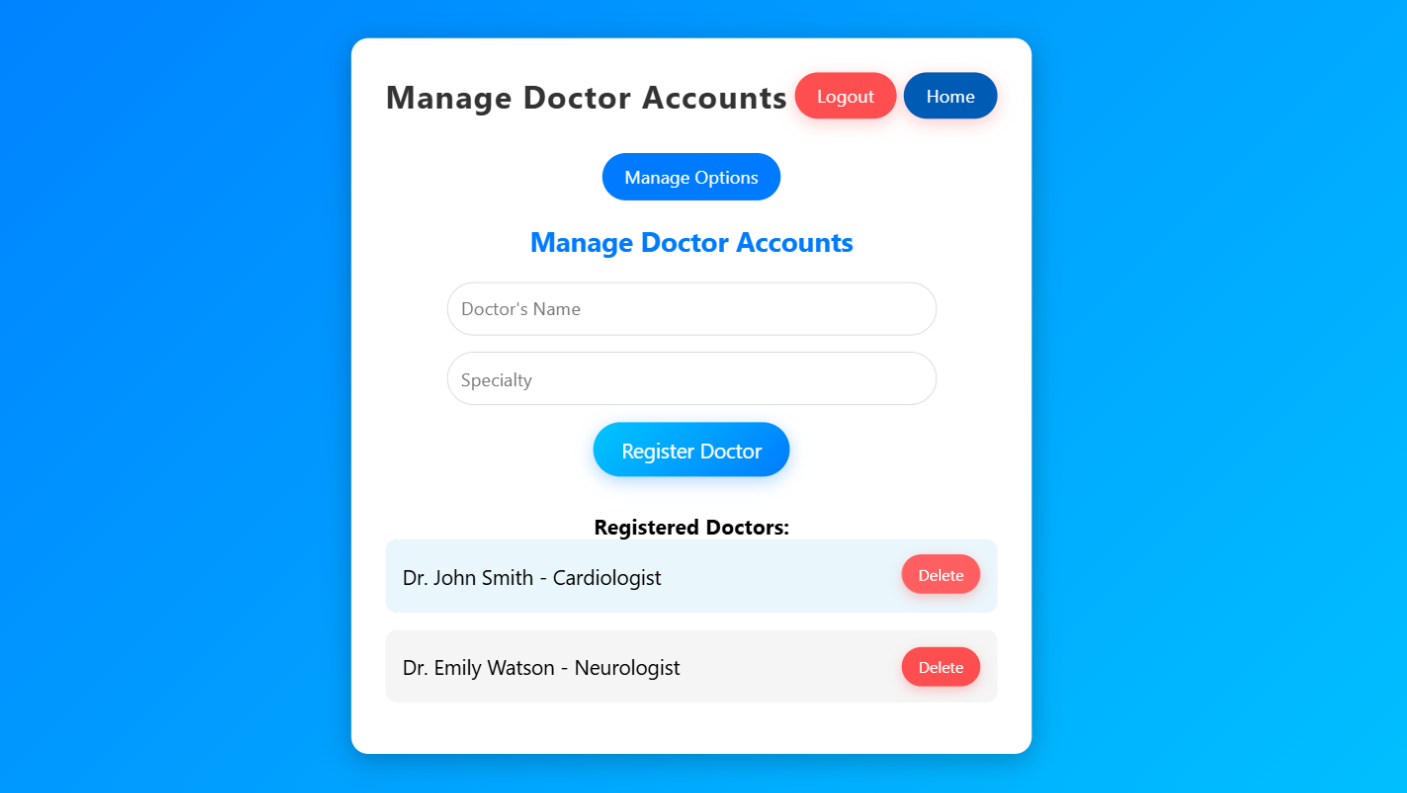 Manage Doctor Accounts Logout Home
Manage Options
Manage Doctor Accounts
Doctor's Name
Specialty
Register Doctor
Registered Doctors:
Dr. John Smith - Cardiologist Delete
Dr. Emily Watson - Neurologist Delete